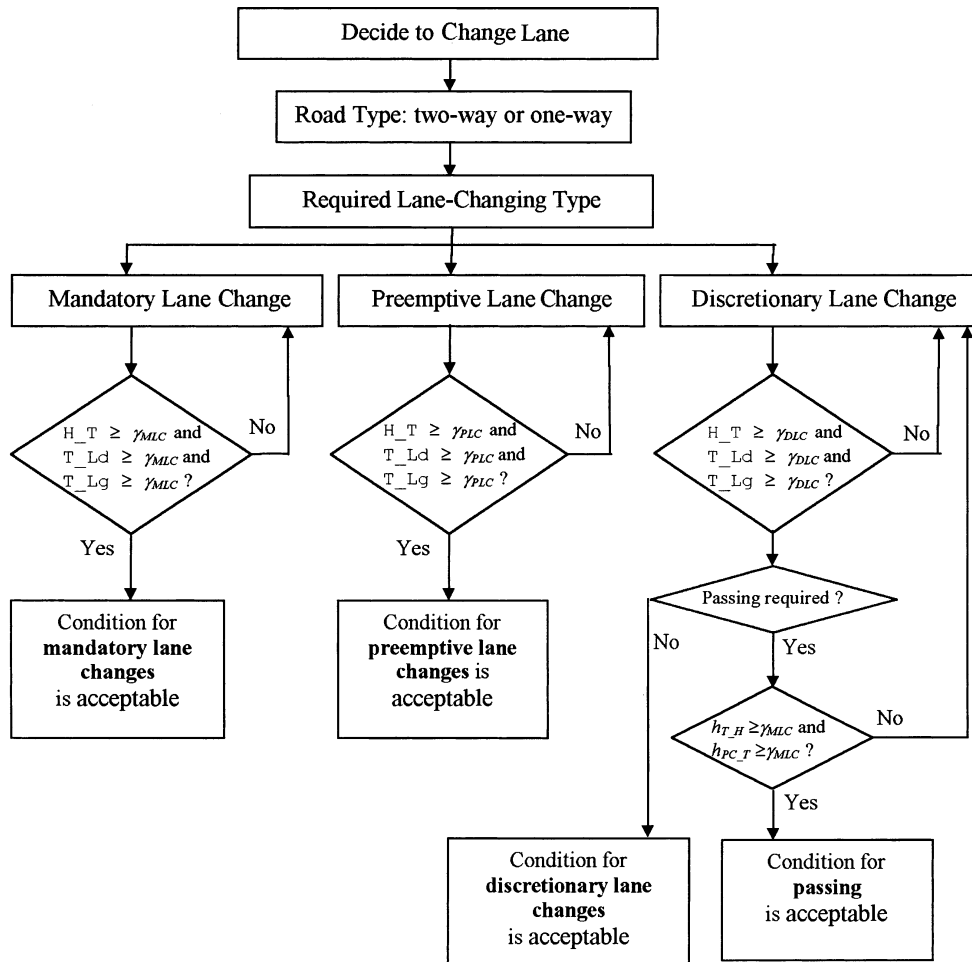 Decide to Change Lane
Road Type: two-way or one-way
Required Lane-Changing Type
Mandatory Lane Change
Preemptive Lane Change
Discretionary Lane Change
H_T ≥ γMLC and
T_Ld ≥ γMLC and
T_Lg ≥ γMLC ?
No
H_T ≥ γPLC and
T_Ld ≥ γPLC and
T_Lg ≥ γPLC ?
No
H_T ≥ γDLC and
T_Ld ≥ γDLC and
T_Lg ≥ γDLC ?
No
Yes
Yes
Condition for
mandatory lane
changes
is acceptable
Condition for
preemptive lane
changes is
acceptable
Passing required ?
No
Yes
hT_H ≥γMLC and
hPC_T ≥γMLC ?
No
Yes
Condition for
discretionary lane
changes
is acceptable
Condition for
passing
is acceptable